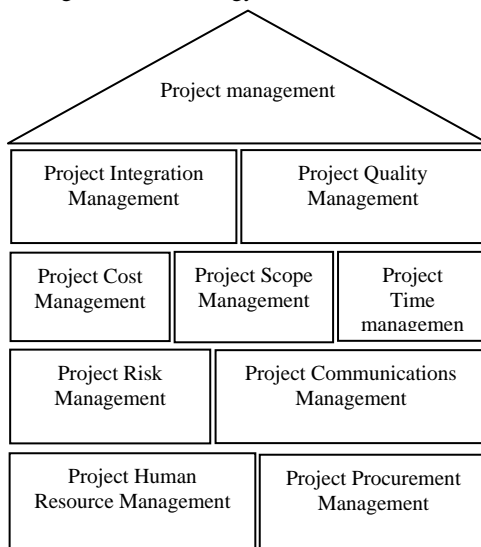 Project management
Project Integration
Management
Project Quality
Management
Project Cost
Management
Project Scope
Management
Project
Time
managemen
Project Risk
Management
Project Communications
Management
Project Human
Resource Management
Project Procurement
Management